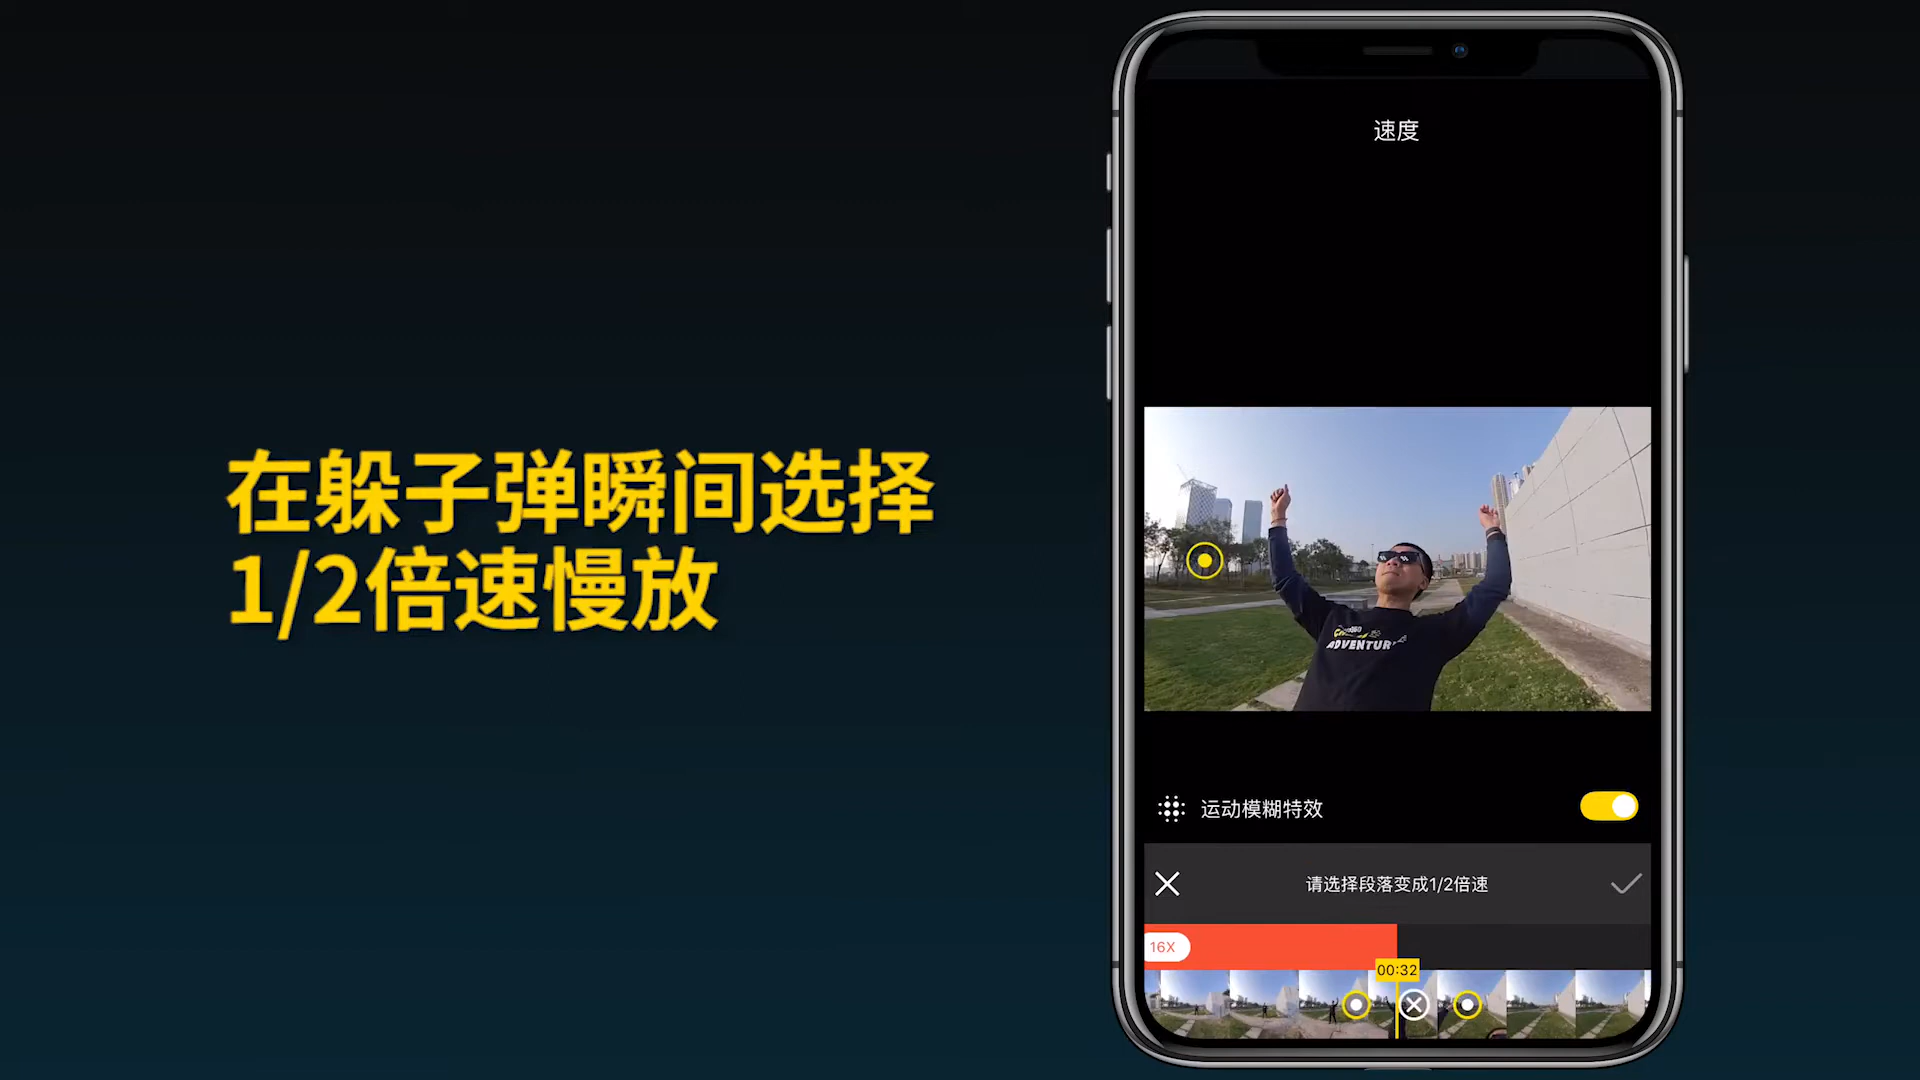 在躲子弹瞬间选择
1/2倍速慢放
速度
ADVENTUR
运动模糊特效
请选择段落变成1/2倍速
16X
00:32